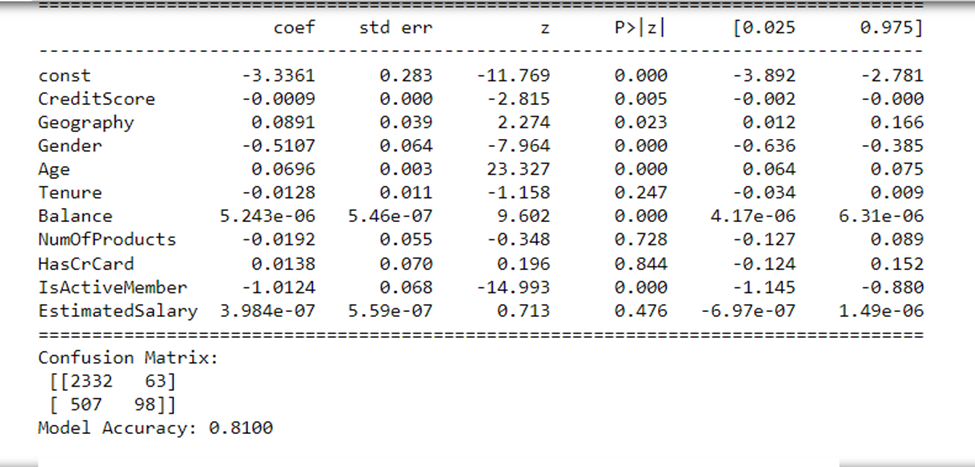 ==================================================================================
coef std err z P>|z| [0.025 0.975]
----------------------------------------------------------------------------------
const -3.3361 0.283 -11.769 0.000 -3.892 -2.781
CreditScore -0.0009 0.000 -2.815 0.005 -0.002 -0.000
Geography 0.0891 0.039 2.274 0.023 0.012 0.166
Gender -0.5107 0.064 -7.964 0.000 -0.636 -0.385
Age 0.0696 0.003 23.327 0.000 0.064 0.075
Tenure -0.0128 0.011 -1.158 0.247 -0.034 0.009
Balance 5.243e-06 5.46e-07 9.602 0.000 4.17e-06 6.31e-06
NumOfProducts -0.0192 0.055 -0.348 0.728 -0.127 0.089
HasCrCard 0.0138 0.070 0.196 0.844 -0.124 0.152
IsActiveMember -1.0124 0.068 -14.993 0.000 -1.145 -0.880
EstimatedSalary 3.984e-07 5.59e-07 0.713 0.476 -6.97e-07 1.49e-06
==================================================================================
Confusion Matrix:
[[2332 63]
[ 507 98]]
Model Accuracy: 0.8100